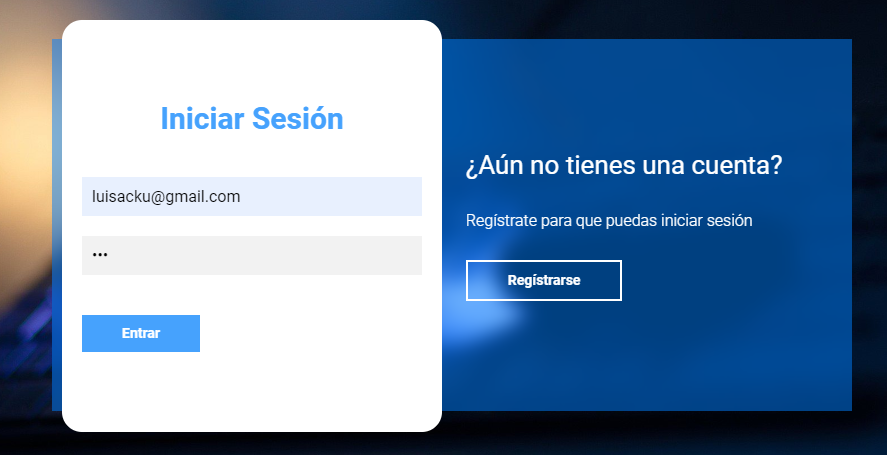 Iniciar Sesión
luisacku@gmail.com
•••
Entrar
¿Aún no tienes una cuenta?
Regístrate para que puedas iniciar sesión
Regístrarse